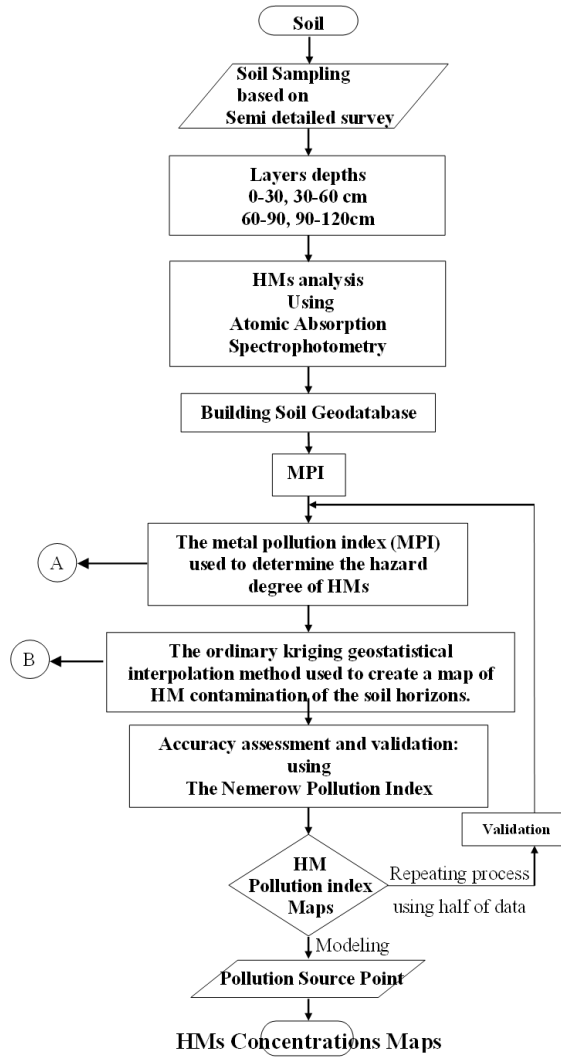 Soil
Soil Sampling
based on
Semi detailed survey
Layers depths
0-30, 30-60 cm
60-90, 90-120cm
HMs analysis
Using
Atomic Absorption
Spectrophotometry
Building Soil Geodatabase
MPI
A
The metal pollution index (MPI)
used to determine the hazard
degree of HMs
B
The ordinary kriging geostatistical
interpolation method used to create a map of
HM contamination of the soil horizons.
Accuracy assessment and validation:
using
The Nemerow Pollution Index
Validation
HM
Pollution index
Maps
Repeating process
using half of data
Modeling
Pollution Source Point
HMs Concentrations Maps